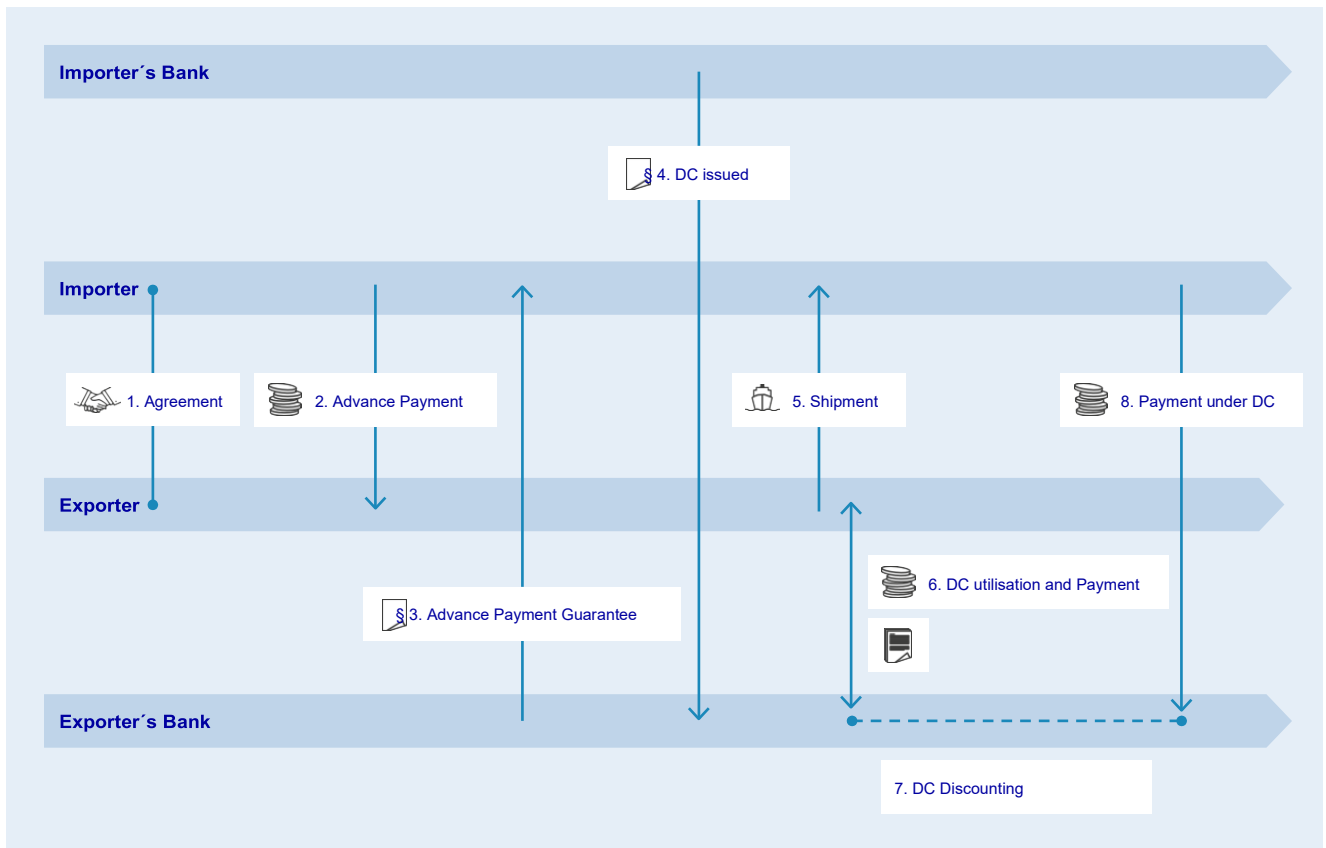 Importer´s Bank
§ 4. DC issued
Importer
1. Agreement
2. Advance Payment
5. Shipment
8. Payment under DC
Exporter
6. DC utilisation and Payment
§ 3. Advance Payment Guarantee
Exporter´s Bank
7. DC Discounting